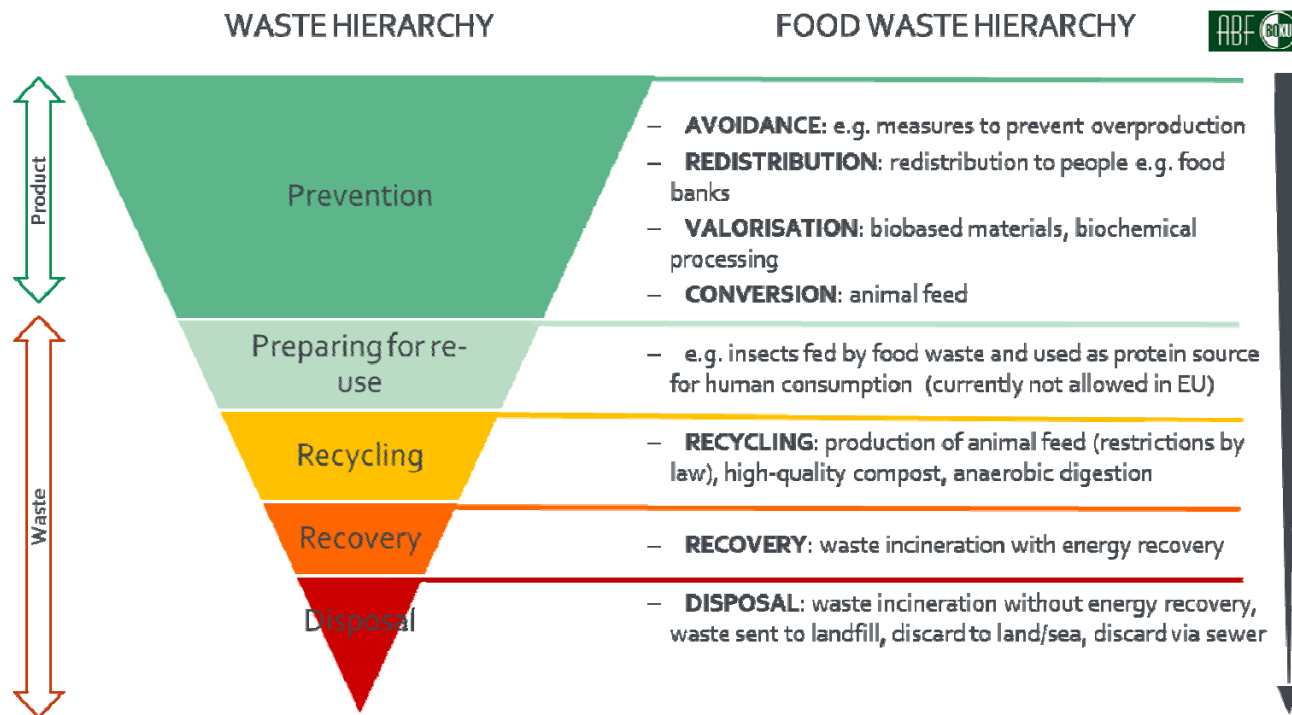 WASTE HIERARCHY
FOOD WASTE HIERARCHY
ABF BOKU
Product
Prevention
– AVOIDANCE: e.g. measures to prevent overproduction
– REDISTRIBUTION: redistribution to people e.g. food
banks
– VALORISATION: biobased materials, biochemical
processing
– CONVERSION: animal feed
Waste
Preparing for re-
use
– e.g. insects fed by food waste and used as protein source
for human consumption (currently not allowed in EU)
Recycling
– RECYCLING: production of animal feed (restrictions by
law), high-quality compost, anaerobic digestion
Recovery
– RECOVERY: waste incineration with energy recovery
Disposal
– DISPOSAL: waste incineration without energy recovery,
waste sent to landfill, discard to land/sea, discard via sewer